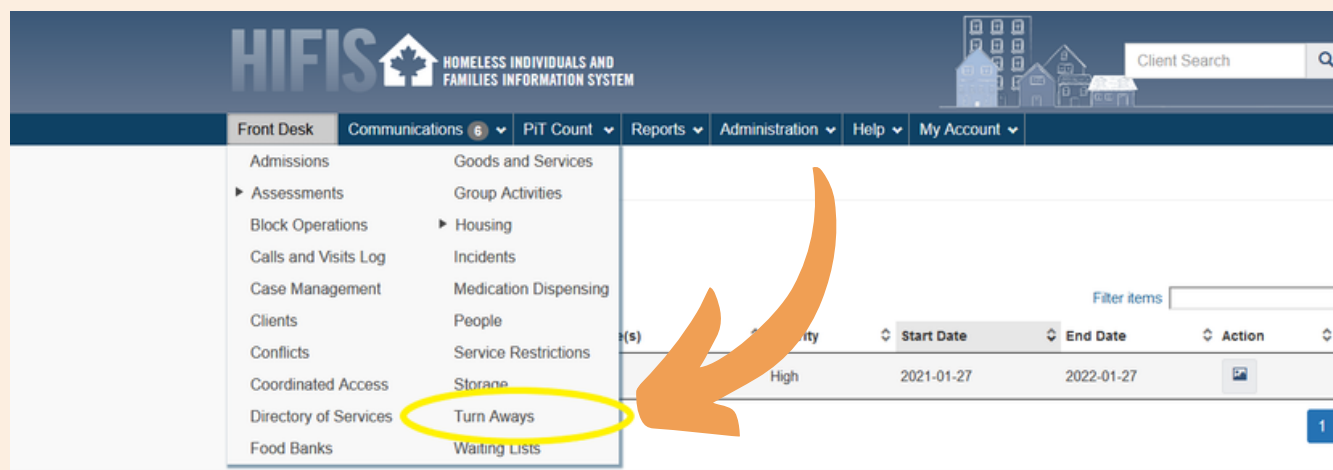 HIFIS
HOMELESS INDIVIDUALS AND
FAMILIES INFORMATION SYSTEM
Client Search
Front Desk Communications 6 PiT Count Reports Administration Help My Account
Admissions Goods and Services
Assessments Group Activities
Block Operations Housing
Calls and Visits Log Incidents
Case Management Medication Dispensing
Clients People
Conflicts Service Restrictions
Coordinated Access Storage
Directory of Services Turn Aways
Food Banks Waiting Lists
Filter items
Start Date End Date Action
High 2021-01-27 2022-01-27
1